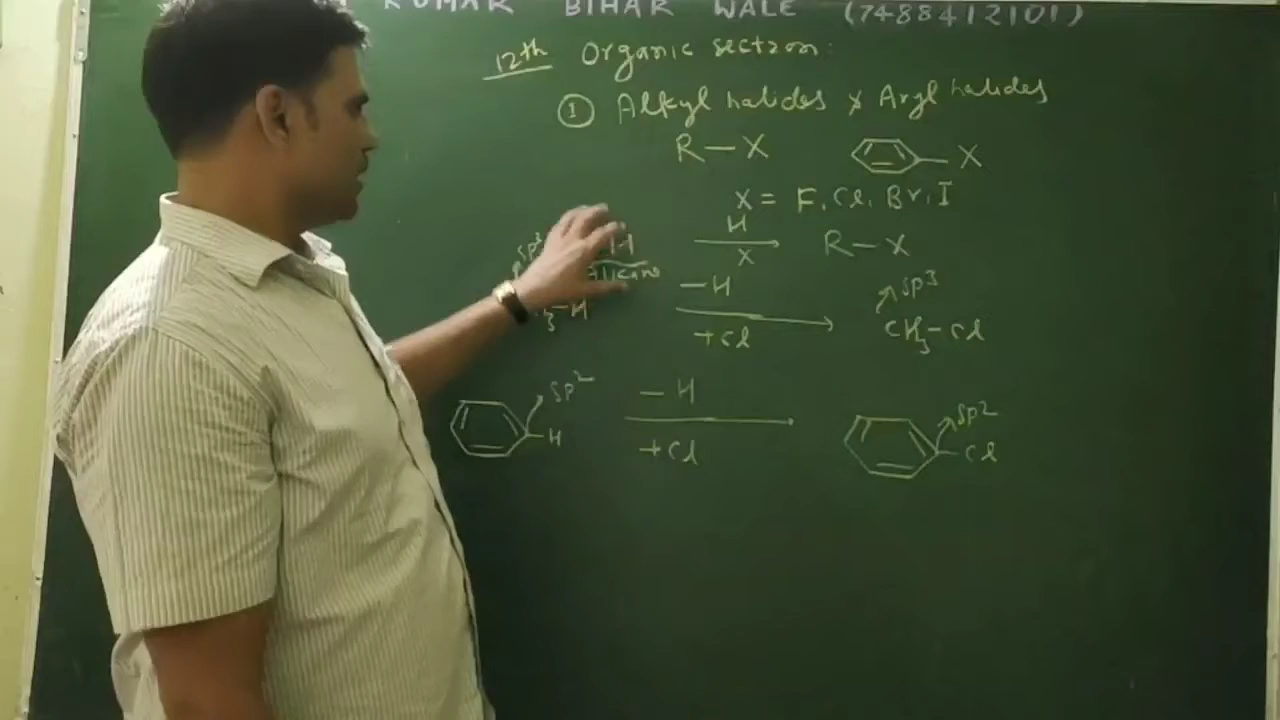 KUMAR BIHAR WALE (7488412101)
12th Organic section:
① Alkyl halides & Aryl halides
R—X X
X = F, Cl, Br, I
H
X
R—X
sp3
—H
+Cl
sp3
CH3—Cl
sp2
H
—H
+Cl
sp2
Cl